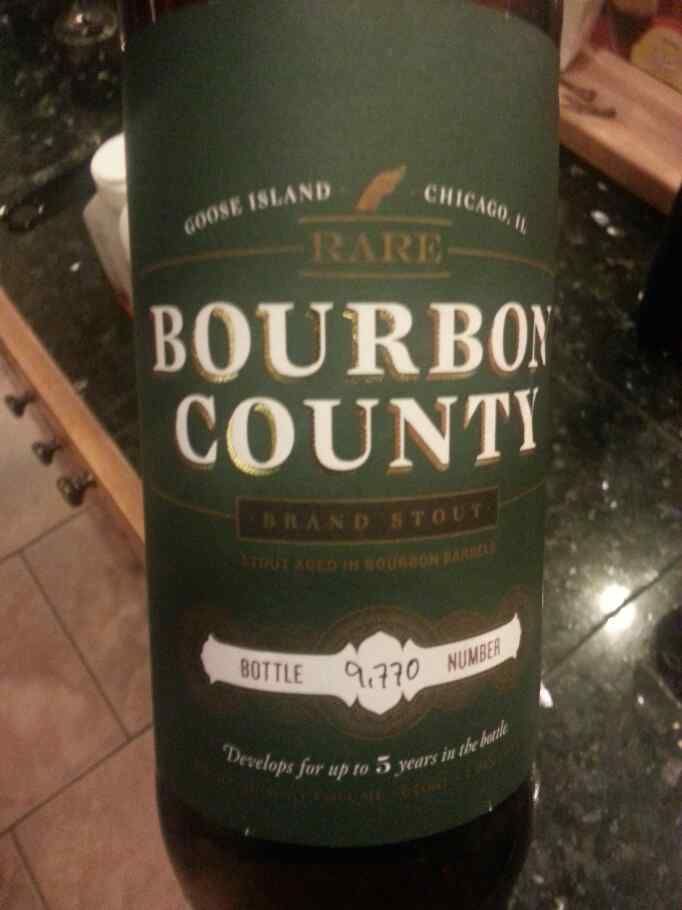 GOOSE ISLAND · CHICAGO, IL
RARE
BOURBON
COUNTY
BRAND STOUT
STOUT AGED IN BOURBON BARRELS
BOTTLE 9,770 NUMBER
Develops for up to 5 years in the bottle